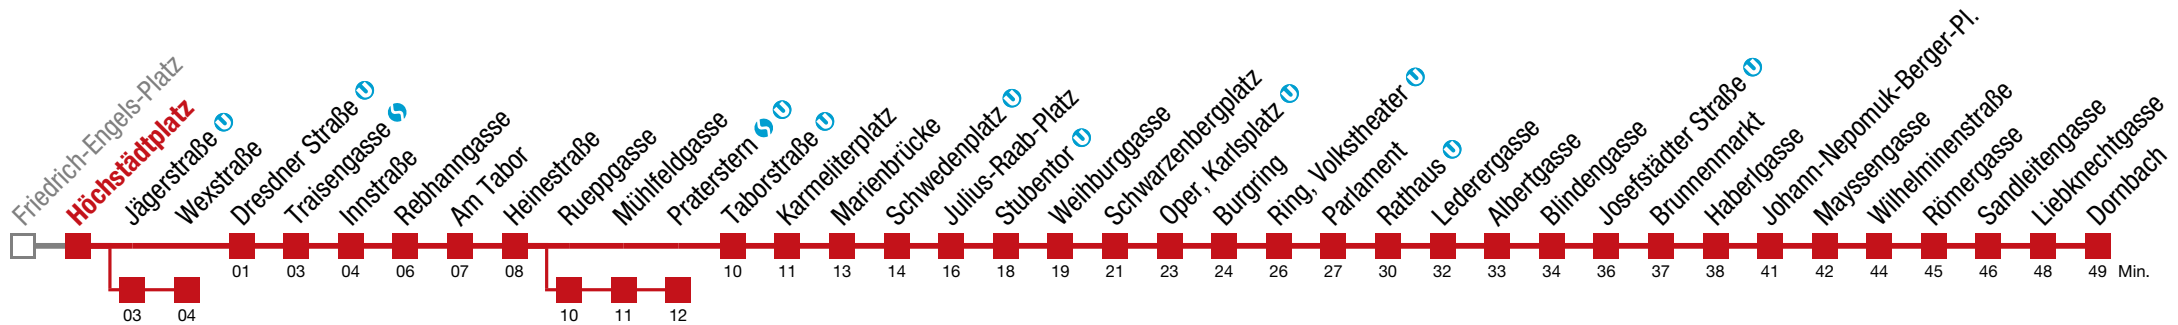 Friedrich-Engels-Platz
Höchstädtplatz
Jägerstraße U
Wexstraße
Dresdner Straße U
Traisengasse S
Innstraße
Rebhanngasse
Am Tabor
Heinestraße
Rueppgasse
Mühlfeldgasse
Praterstern S U
Taborstraße U
Karmeliterplatz
Marienbrücke
Schwedenplatz U
Julius-Raab-Platz
Stubentor U
Weihburggasse
Schwarzenbergplatz
Oper, Karlsplatz U
Burgring
Ring, Volkstheater U
Parlament
Rathaus U
Lederergasse
Albertgasse
Blindengasse
Josefstädter Straße U
Brunnenmarkt
Haberlgasse
Johann-Nepomuk-Berger-Pl.
Mayssengasse
Wilhelminenstraße
Römergasse
Sandleitengasse
Liebknechtgasse
Dornbach
01 03 04 06 07 08 10 11 13 14 16 18 19 21 23 24 26 27 30 32 33 34 36 37 38 41 42 44 45 46 48 49 Min.
03 04 10 11 12